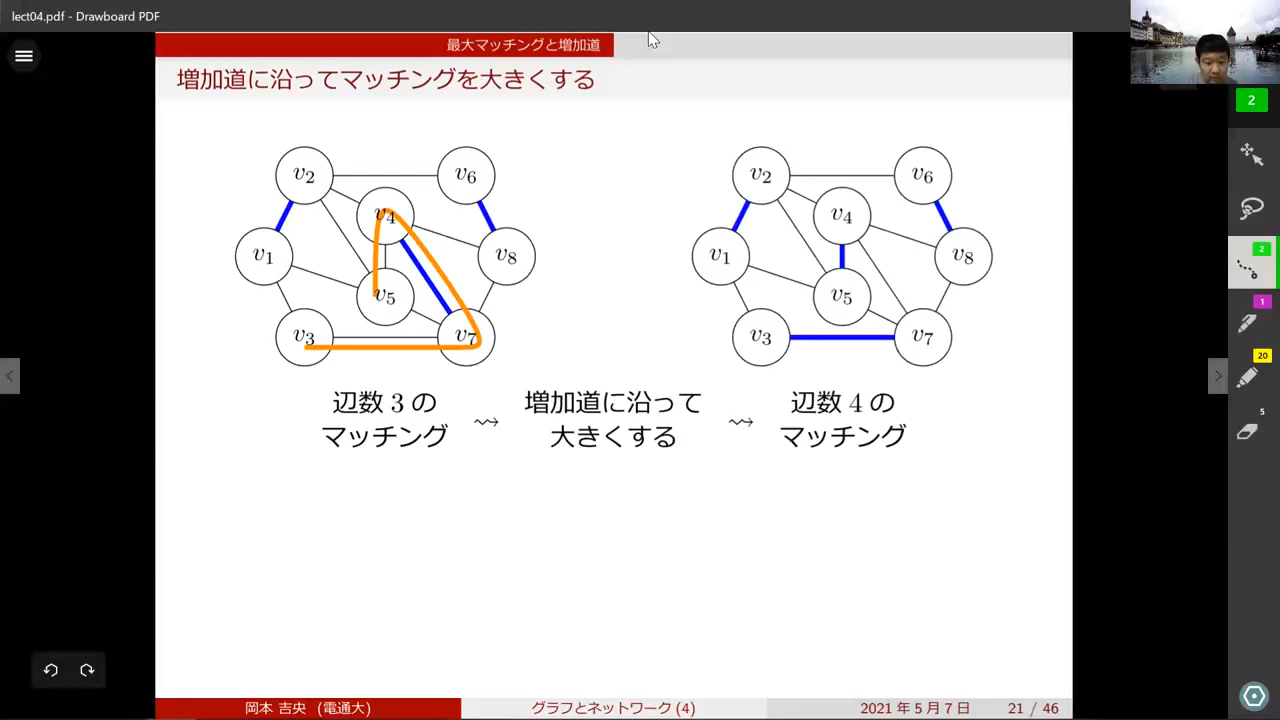 lect04.pdf - Drawboard PDF
最大マッチングと増加道
増加道に沿ってマッチングを大きくする
2
v2
v6
v4
v1
v8
v5
v3
v7
v2
v6
v4
v1
v8
v5
v3
v7
2
1
20
5
辺数 3 の
マッチング
⇝
増加道に沿って
大きくする
⇝
辺数 4 の
マッチング
岡本 吉央 (電通大)
グラフとネットワーク (4)
2021 年 5 月 7 日
21 / 46